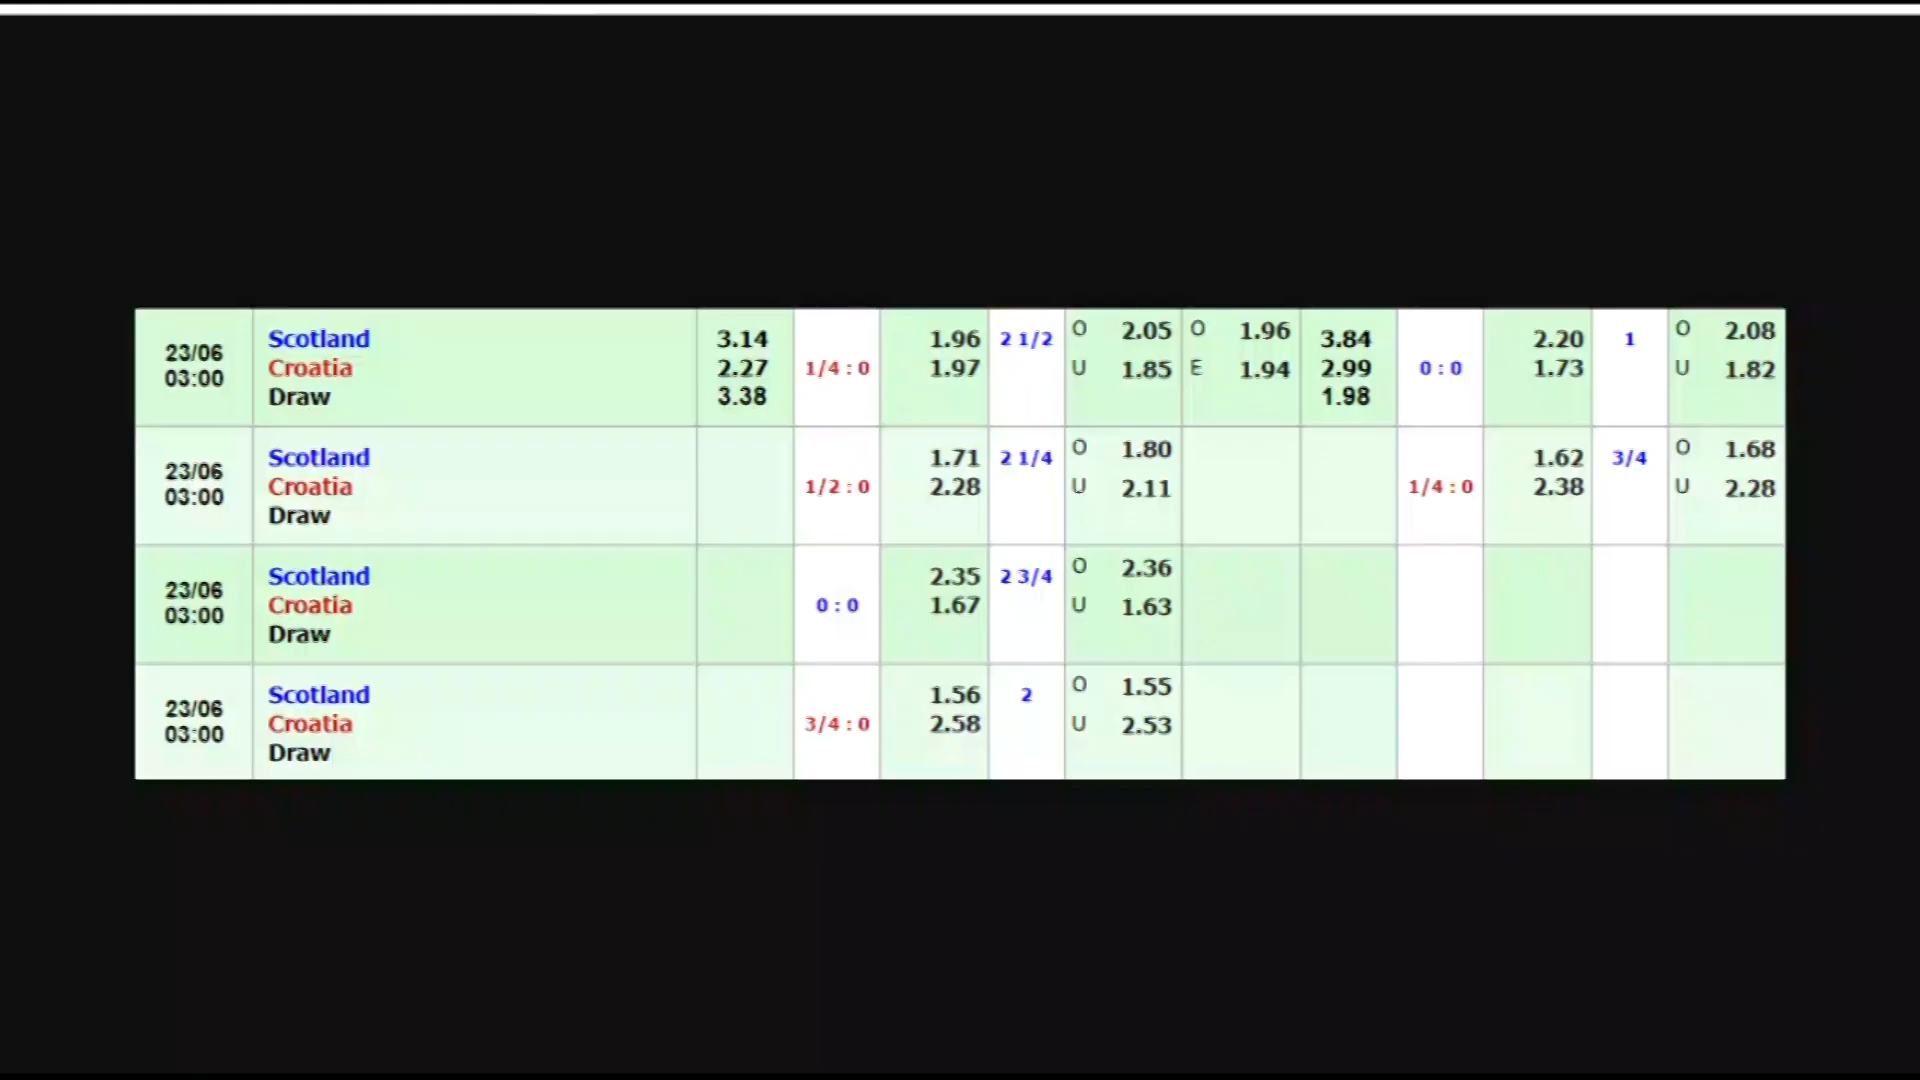 23/06 03:00 Scotland 3.14 1/4 : 0 1.96 2 1/2 O 2.05 O 1.96 3.84 0 : 0 2.20 1 O 2.08
Croatia 2.27 1.97 U 1.85 E 1.94 2.99 1.73 U 1.82
Draw 3.38 1.98
23/06 03:00 Scotland 1/2 : 0 1.71 2 1/4 O 1.80 1/4 : 0 1.62 3/4 O 1.68
Croatia 2.28 U 2.11 2.38 U 2.28
Draw
23/06 03:00 Scotland 0 : 0 2.35 2 3/4 O 2.36
Croatia 1.67 U 1.63
Draw
23/06 03:00 Scotland 3/4 : 0 1.56 2 O 1.55
Croatia 2.58 U 2.53
Draw